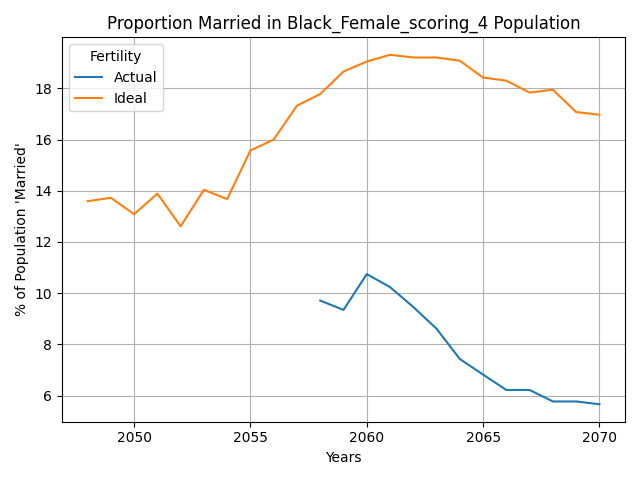 Proportion Married in Black_Female_scoring_4 Population
Fertility
Actual
Ideal
% of Population 'Married'
18
16
14
12
10
8
6
2050 2055 2060 2065 2070
Years